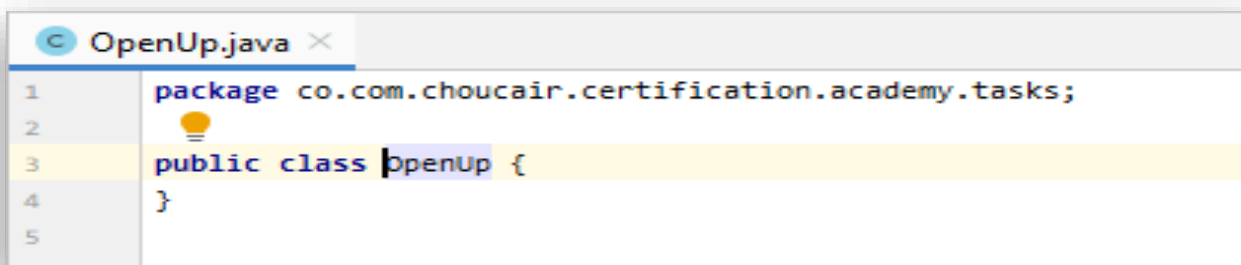 C OpenUp.java ×
1 package co.com.choucair.certification.academy.tasks;
2
3 public class OpenUp {
4 }
5